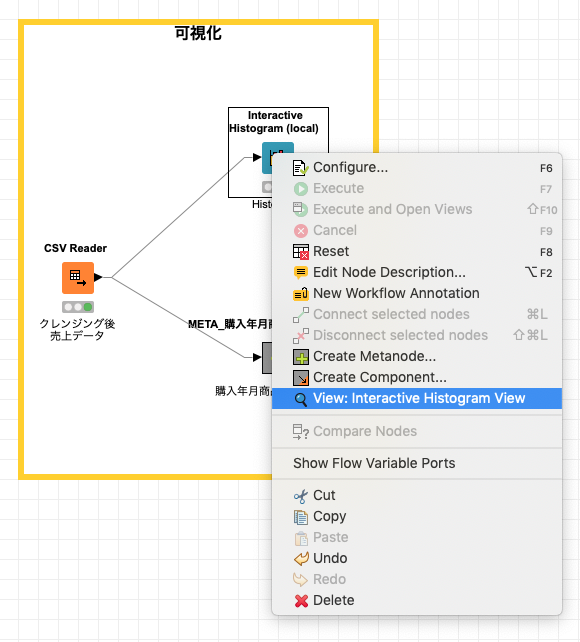 可視化
Interactive
Histogram (local)
CSV Reader
クレンジング後
売上データ
META_購入年月商
購入年月商
Configure...
F6
Execute
F7
Execute and Open Views
⇧F10
Cancel
F9
Reset
F8
Edit Node Description...
⌥F2
New Workflow Annotation
Connect selected nodes
⌘L
Disconnect selected nodes
⇧⌘L
Create Metanode...
Create Component...
View: Interactive Histogram View
Compare Nodes
Show Flow Variable Ports
Cut
Copy
Paste
Undo
Redo
Delete